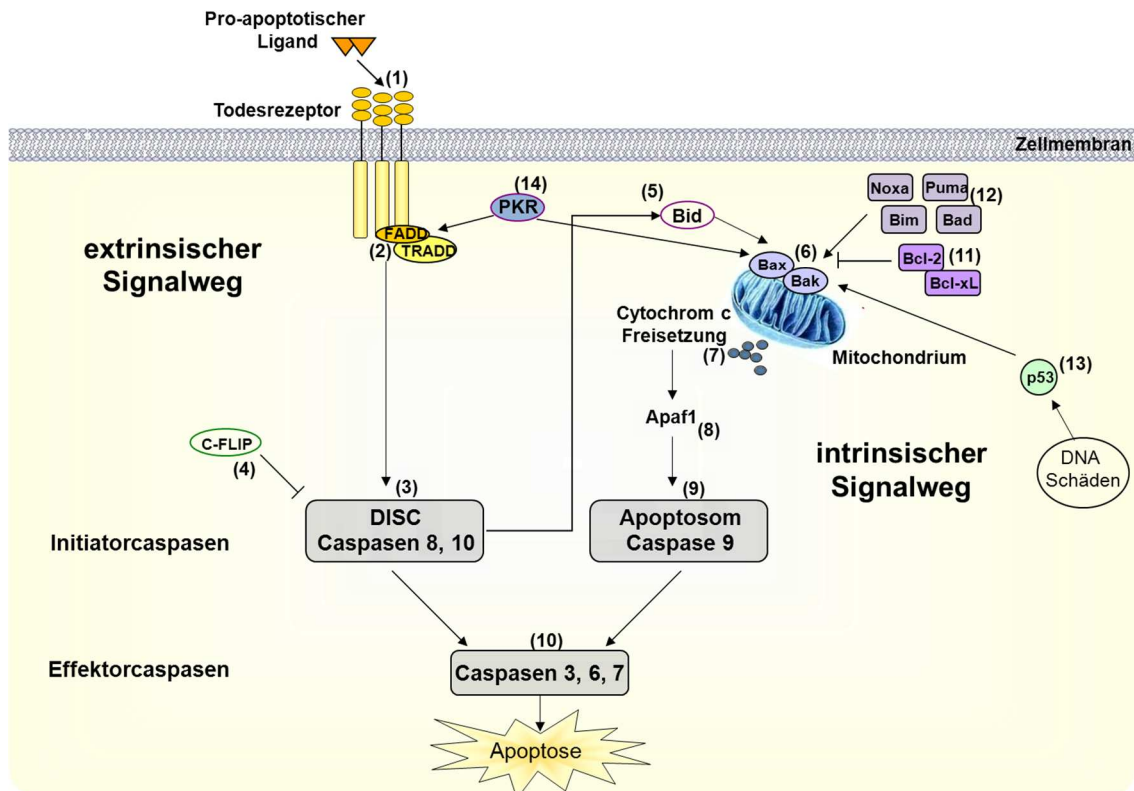 Pro-apoptotischer
Ligand
(1)
Todesrezeptor
Zellmembran
(14)
PKR
(5)
Bid
Noxa
Puma
(12)
Bim
Bad
FADD
(2)
TRADD
extrinsischer
Signalweg
Bax
(6)
Bak
Bcl-2
(11)
Bcl-xL
Cytochrom c
Freisetzung
(7)
Mitochondrium
p53
(13)
Apaf1
(8)
C-FLIP
(4)
intrinsischer
Signalweg
DNA
Schäden
(3)
(9)
Initiatorcaspasen
DISC
Caspasen 8, 10
Apoptosom
Caspase 9
(10)
Effektorcaspasen
Caspasen 3, 6, 7
Apoptose